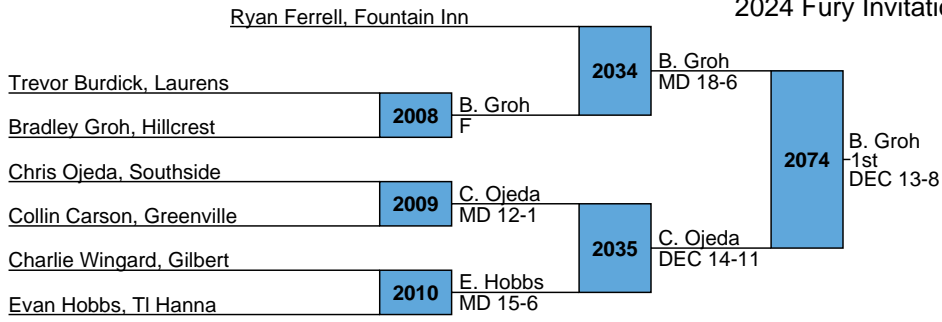 2024 Fury Invitatio
Ryan Ferrell, Fountain Inn
2034
B. Groh
MD 18-6
Trevor Burdick, Laurens
2008
B. Groh
F
Bradley Groh, Hillcrest
2074
B. Groh
1st
DEC 13-8
Chris Ojeda, Southside
2009
C. Ojeda
MD 12-1
Collin Carson, Greenville
2035
C. Ojeda
DEC 14-11
Charlie Wingard, Gilbert
2010
E. Hobbs
MD 15-6
Evan Hobbs, Tl Hanna